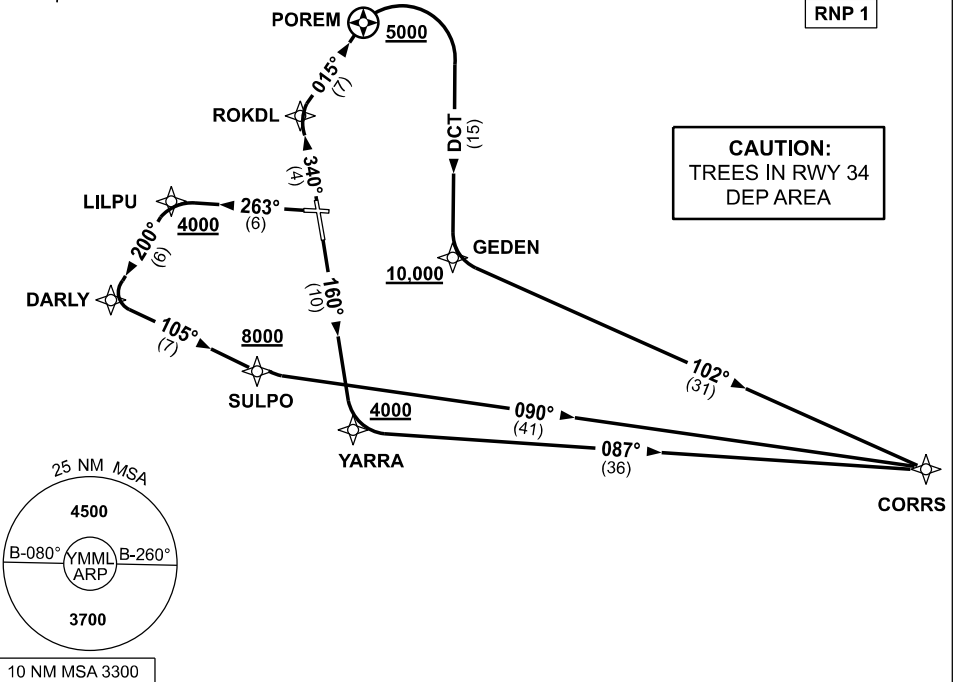 RNP 1
POREM
5000
015°
(7)
ROKDL
DCT
(15)
340°
(4)
CAUTION:
TREES IN RWY 34
DEP AREA
LILPU
4000
263°
(6)
200°
(6)
GEDEN
10,000
160°
(10)
DARLY
105°
(7)
8000
SULPO
102°
(31)
4000
090°
(41)
YARRA
087°
(36)
CORRS
25 NM MSA
4500
B-080°
YMML
ARP
B-260°
3700
10 NM MSA 3300